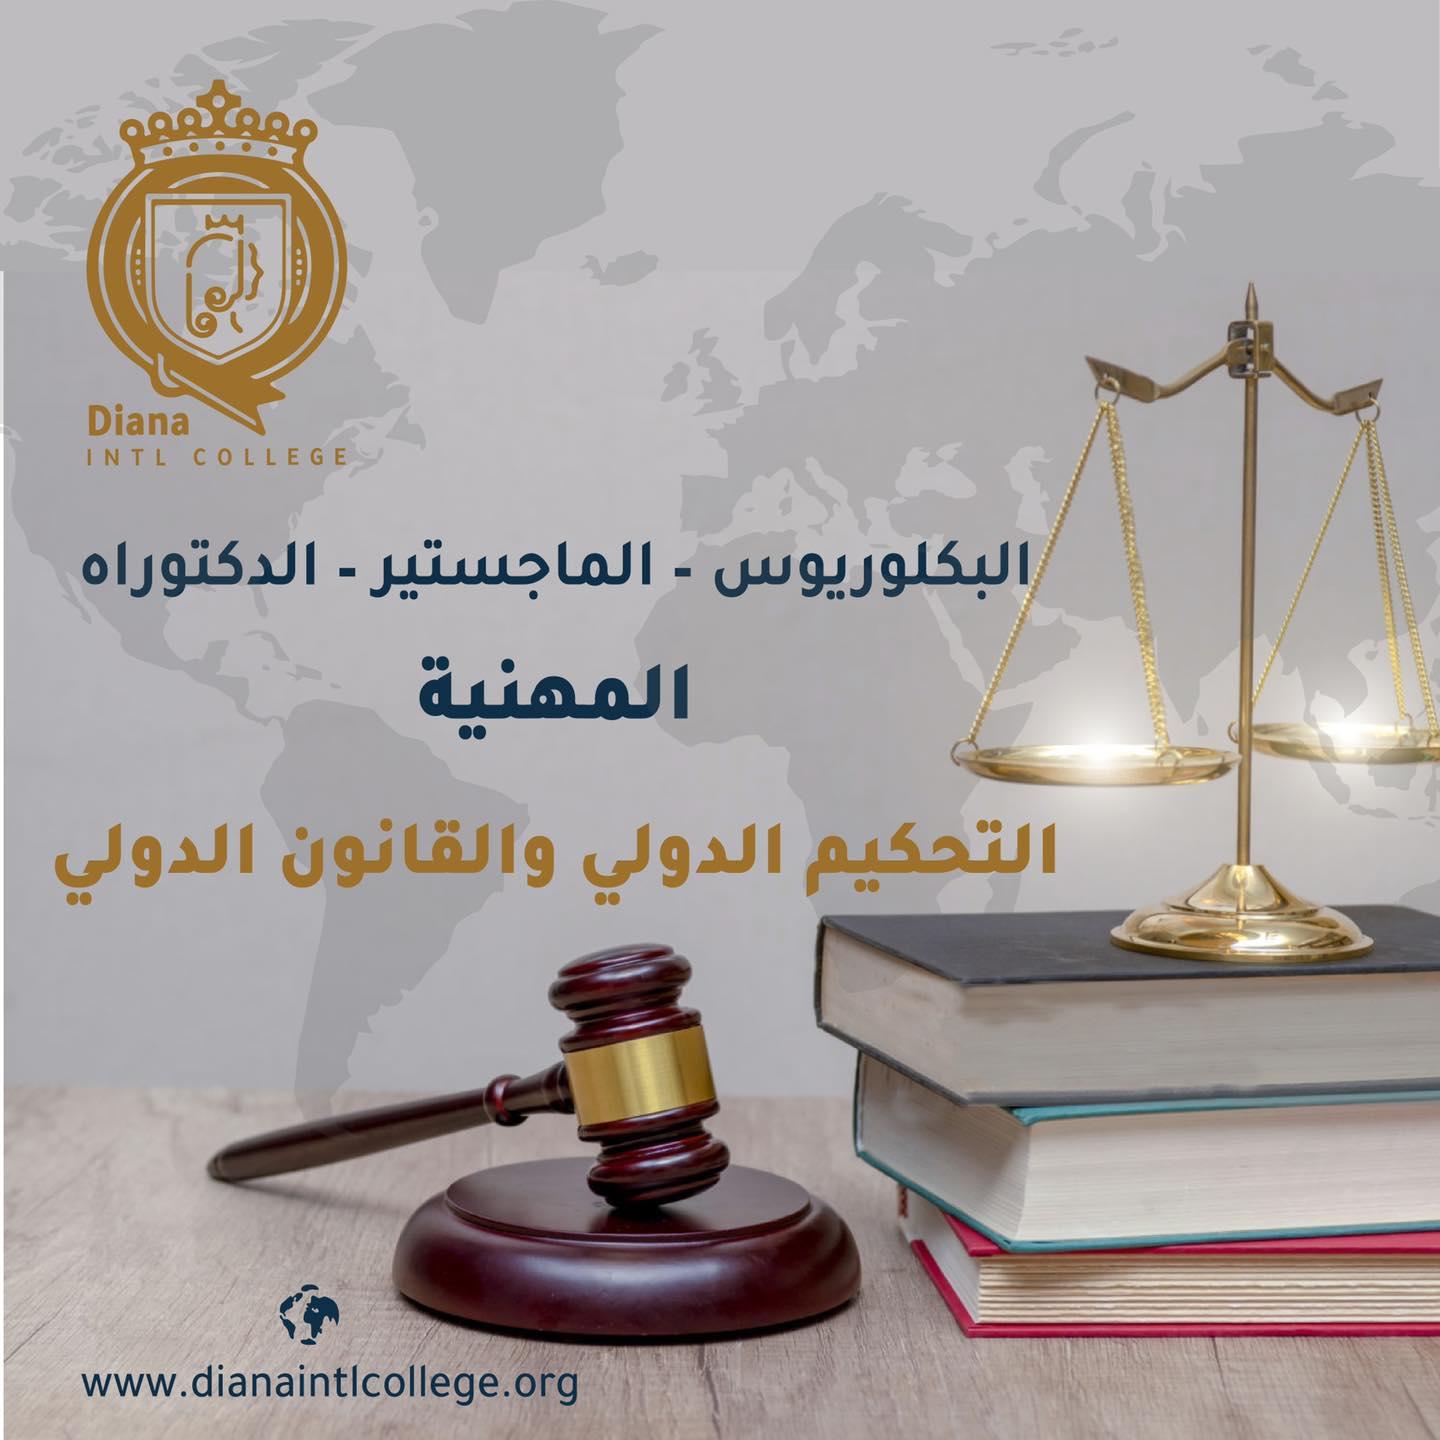 Diana
INTL COLLEGE
البكلوريوس - الماجستير - الدكتوراه
المهنية
التحكيم الدولي والقانون الدولي
www.dianaintlcollege.org